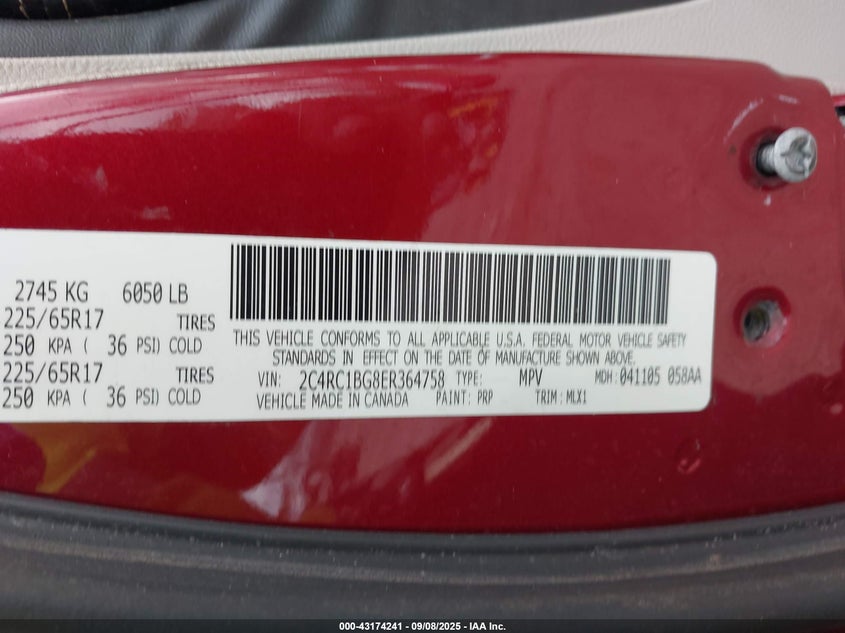 2745 KG 6050 LB
225/65R17 TIRES
250 KPA ( 36 PSI) COLD
225/65R17 TIRES
250 KPA ( 36 PSI) COLD
THIS VEHICLE CONFORMS TO ALL APPLICABLE U.S.A. FEDERAL MOTOR VEHICLE SAFETY
STANDARDS IN EFFECT ON THE DATE OF MANUFACTURE SHOWN ABOVE.
VIN: 2C4RC1BG8ER364758 TYPE: MPV MDH: 041105 058AA
VEHICLE MADE IN CANADA PAINT: PRP TRIM: MLX1
000-43174241 - 09/08/2025 - IAA Inc.